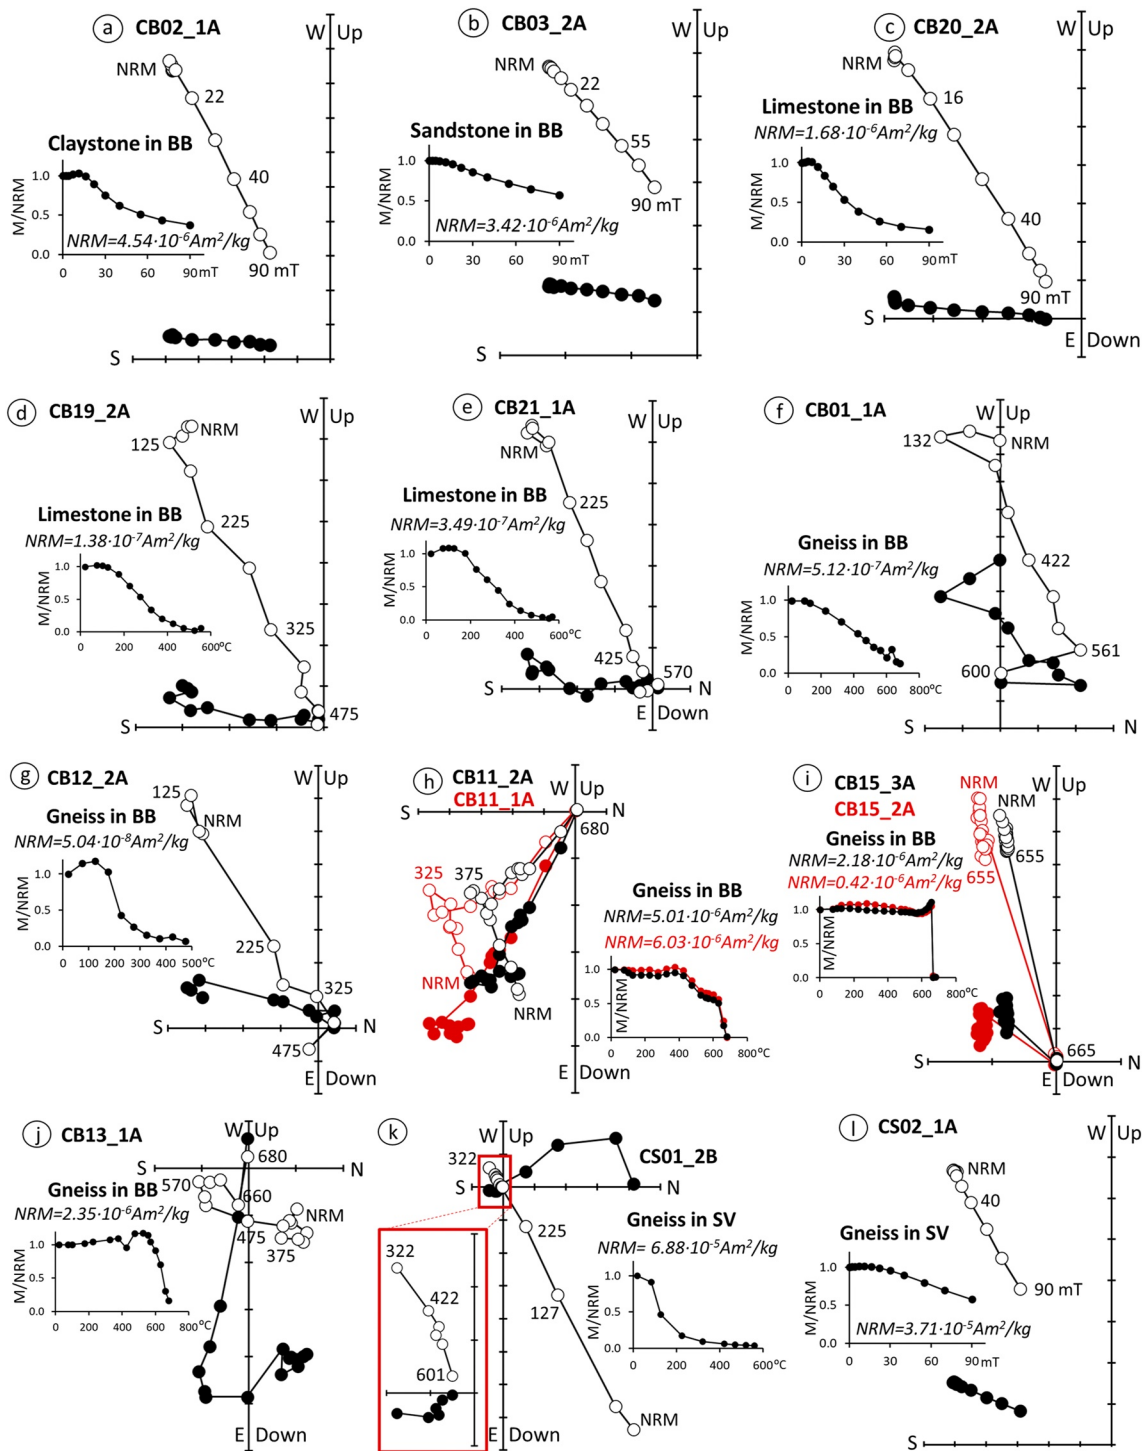 a CB02_1A
W Up
NRM
22
Claystone in BB
40
M/NRM
1.0
0.5
0.0
NRM=4.54·10⁻⁶Am²/kg
0 30 60 90mT
90 mT
S
b CB03_2A
W Up
NRM
22
Sandstone in BB
55
M/NRM
1.0
0.5
0.0
NRM=3.42·10⁻⁶Am²/kg
0 30 60 90mT
90 mT
S
c CB20_2A
W Up
NRM
16
Limestone in BB
NRM=1.68·10⁻⁶Am²/kg
M/NRM
1.0
0.5
0.0
0 30 60 90mT
40
90 mT
S
E Down
d CB19_2A
W Up
125
NRM
225
Limestone in BB
NRM=1.38·10⁻⁷Am²/kg
M/NRM
1.0
0.5
0.0
0 200 400 600ºC
325
475
S
e CB21_1A
W Up
NRM
225
Limestone in BB
NRM=3.49·10⁻⁷Am²/kg
M/NRM
1.0
0.5
0.0
0 200 400 600ºC
425
570
S N
E Down
f CB01_1A
W Up
132
NRM
Gneiss in BB
NRM=5.12·10⁻⁷Am²/kg
422
M/NRM
1.0
0.5
0.0
0 200 400 600 800ºC
561
600
S N
g CB12_2A
W Up
125
NRM
Gneiss in BB
NRM=5.04·10⁻⁸Am²/kg
M/NRM
1.0
0.5
0.0
0 100 200 300 400 500ºC
225
325
S N
475
E Down
h CB11_2A
CB11_1A
W Up
S N
680
325
375
Gneiss in BB
NRM=5.01·10⁻⁶Am²/kg
NRM=6.03·10⁻⁶Am²/kg
NRM
NRM
M/NRM
1.0
0.5
0.0
0 200 400 600 800ºC
E Down
i CB15_3A
CB15_2A
W Up
NRM
NRM
Gneiss in BB
NRM=2.18·10⁻⁶Am²/kg
NRM=0.42·10⁻⁶Am²/kg
655
655
M/NRM
1.0
0.5
0.0
0 200 400 600 800ºC
665
S N
E Down
j CB13_1A
W Up
680
S N
570
Gneiss in BB
NRM=2.35·10⁻⁶Am²/kg
660
NRM
475
375
M/NRM
1.0
0.5
0.0
0 200 400 600 800ºC
E Down
k
W Up
CS01_2B
322
S N
225
Gneiss in SV
NRM= 6.88·10⁻⁵Am²/kg
322
422
127
M/NRM
1.0
0.5
0.0
0 200 400 600ºC
601
NRM
E Down
l CS02_1A
W Up
NRM
40
Gneiss in SV
M/NRM
1.0
0.5
0.0
90 mT
NRM=3.71·10⁻⁵Am²/kg
0 30 60 90
mT
S